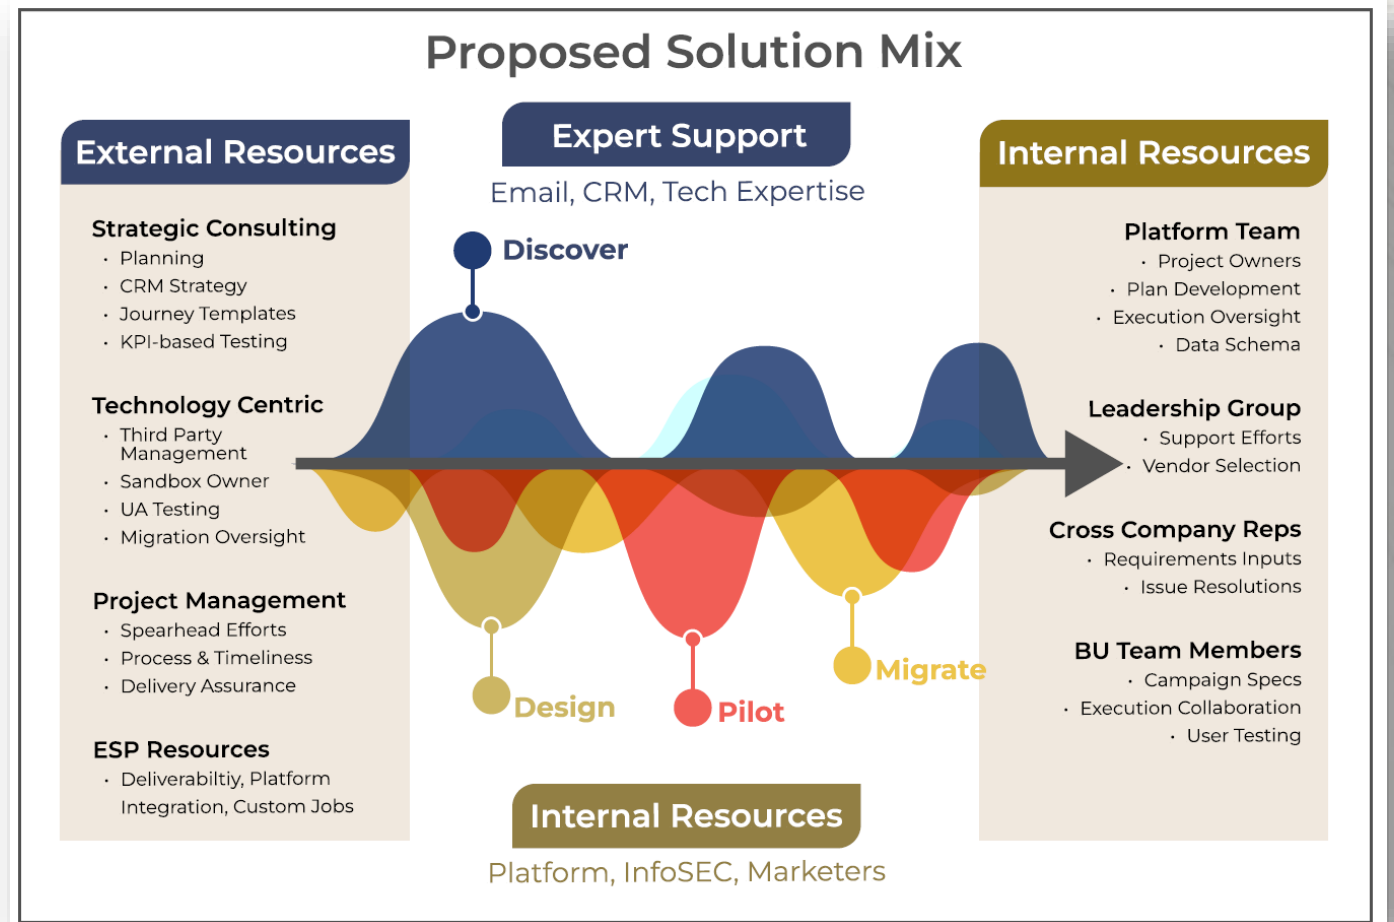 Proposed Solution Mix
External Resources
Strategic Consulting
· Planning
· CRM Strategy
· Journey Templates
· KPI-based Testing
Technology Centric
· Third Party
Management
· Sandbox Owner
· UA Testing
· Migration Oversight
Project Management
· Spearhead Efforts
· Process & Timeliness
· Delivery Assurance
ESP Resources
· Deliverabiltiy, Platform
Integration, Custom Jobs
Expert Support
Email, CRM, Tech Expertise
Discover
Design
Pilot
Migrate
Internal Resources
Platform, InfoSEC, Marketers
Internal Resources
Platform Team
· Project Owners
· Plan Development
· Execution Oversight
· Data Schema
Leadership Group
· Support Efforts
· Vendor Selection
Cross Company Reps
· Requirements Inputs
· Issue Resolutions
BU Team Members
· Campaign Specs
· Execution Collaboration
· User Testing